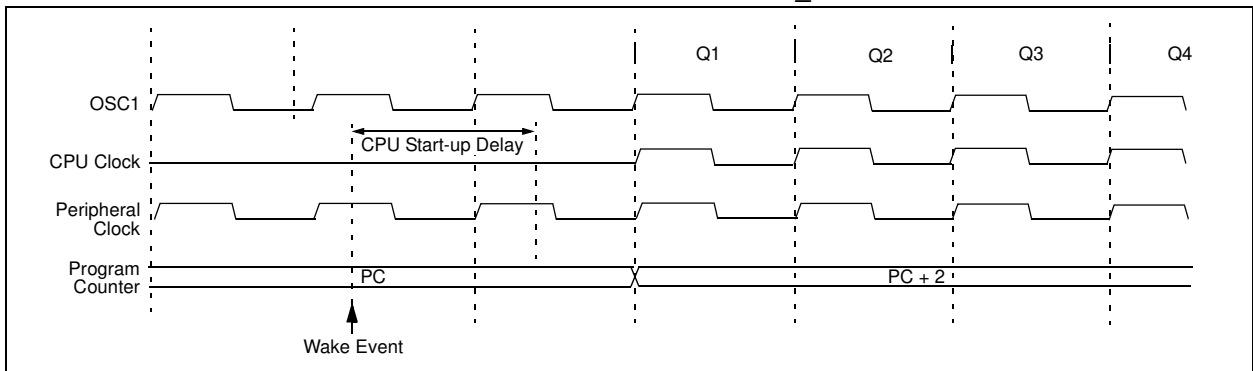 Q1 Q2 Q3 Q4
OSC1
CPU Start-up Delay
CPU Clock
Peripheral
Clock
Program
Counter
PC PC + 2
Wake Event